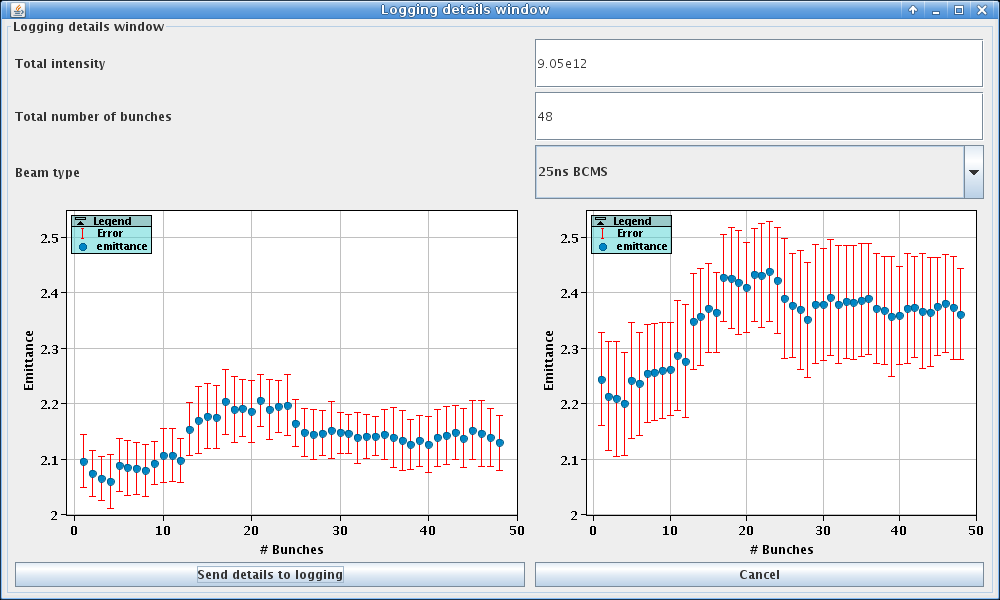 Logging details window
Logging details window
Total intensity
9.05e12
Total number of bunches
48
Beam type
25ns BCMS
Legend
Error
emittance
2.5
2.4
2.3
2.2
2.1
2
Emittance
0 10 20 30 40 50
# Bunches
Legend
Error
emittance
2.5
2.4
2.3
2.2
2.1
2
Emittance
0 10 20 30 40 50
# Bunches
Send details to logging
Cancel